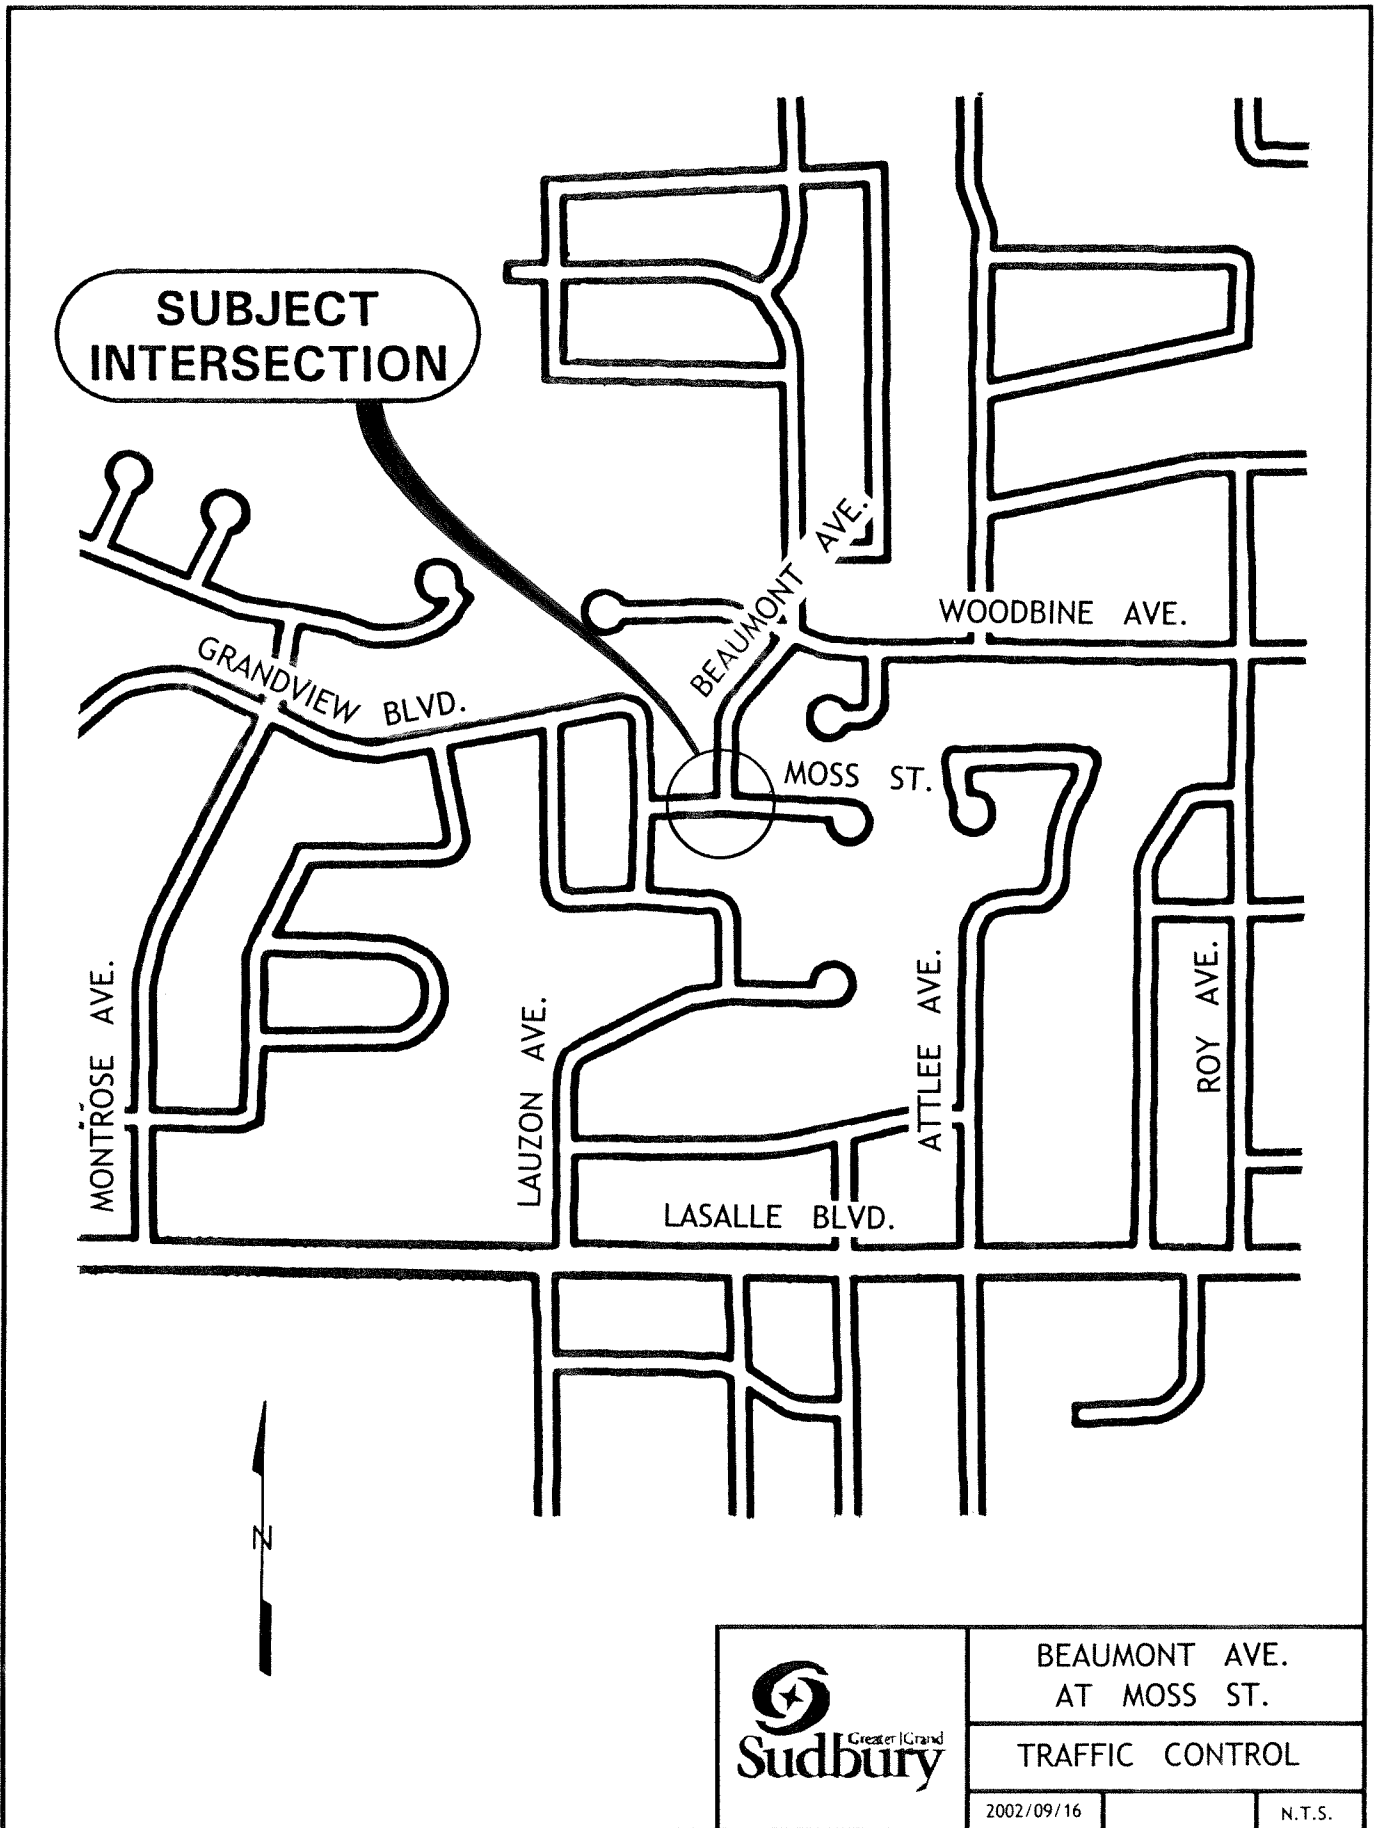 SUBJECT
INTERSECTION
BEAUMONT AVE.
WOODBINE AVE.
GRANDVIEW BLVD.
MOSS ST.
MONTROSE AVE.
LAUZON AVE.
ATTLEE AVE.
ROY AVE.
LASALLE BLVD.
N
Greater | Grand
Sudbury
BEAUMONT AVE.
AT MOSS ST.
TRAFFIC CONTROL
2002/09/16
N.T.S.